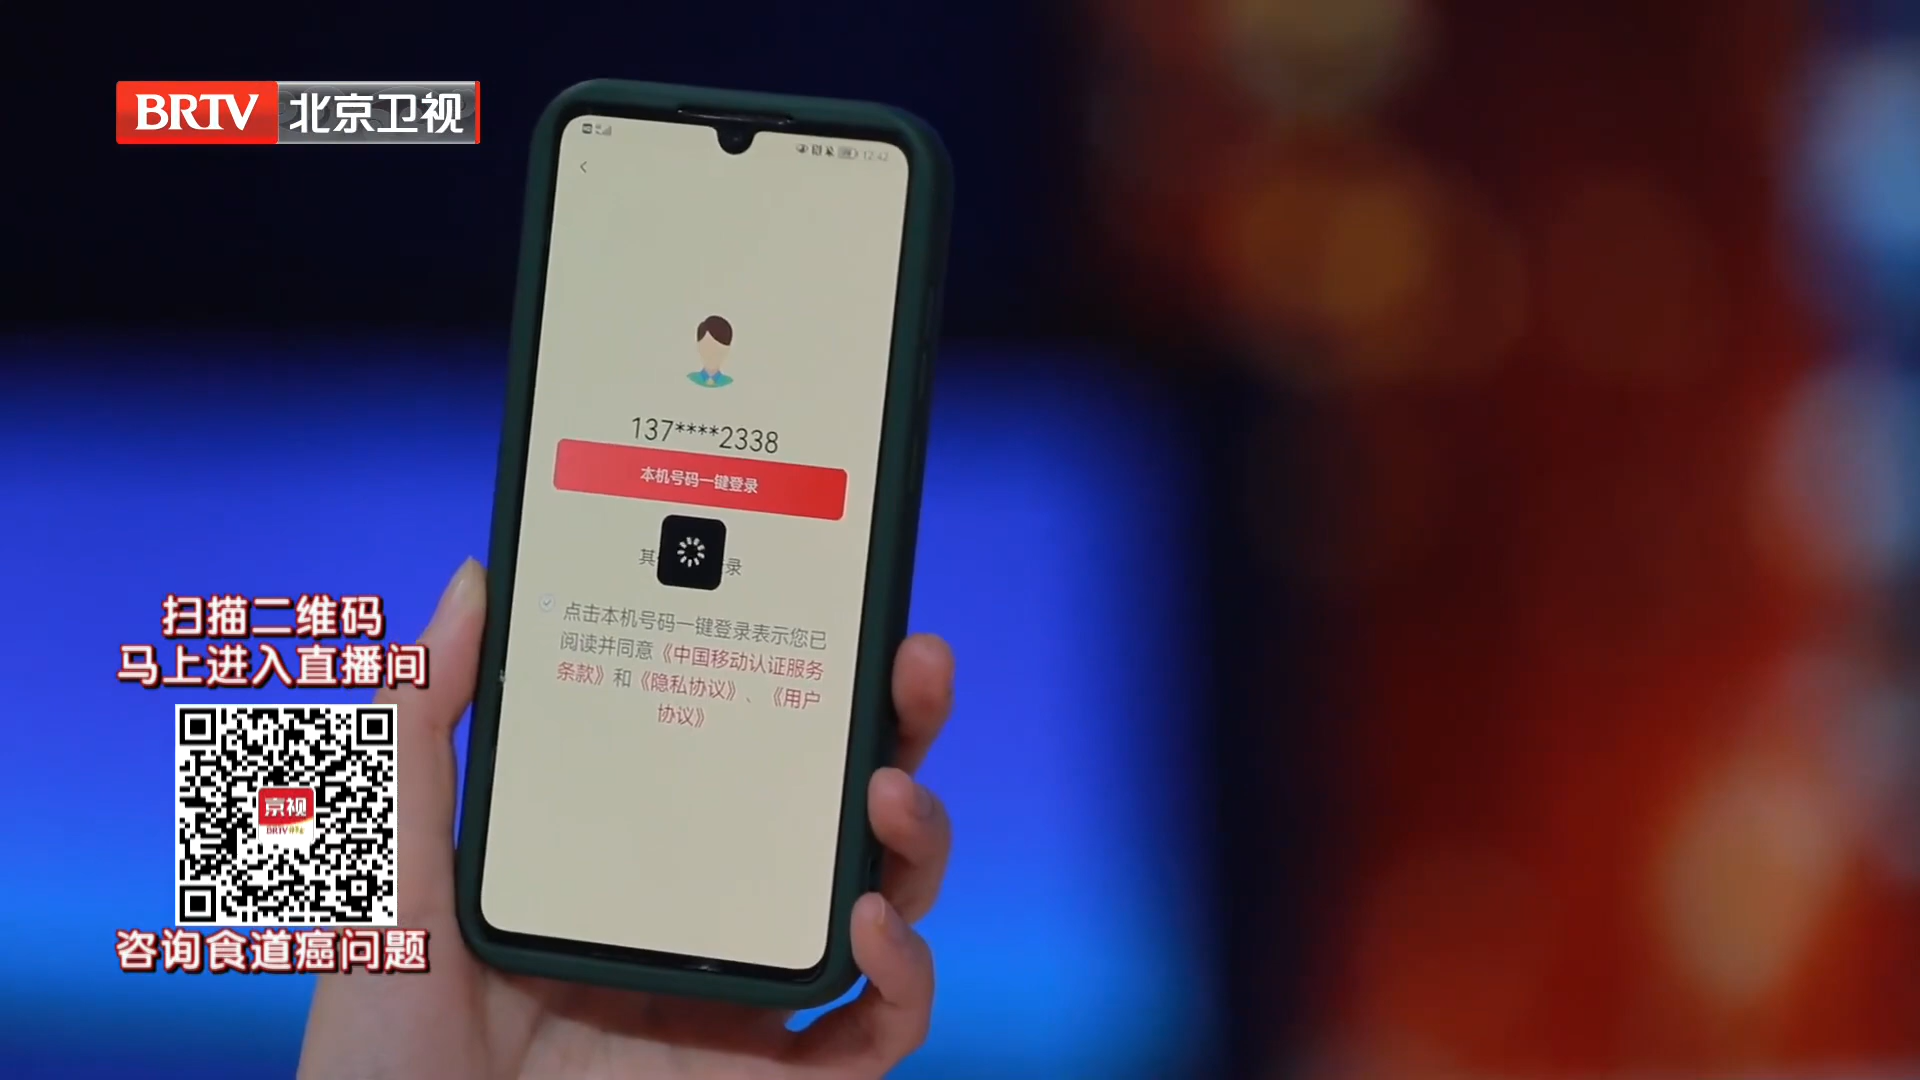 BRTV 北京卫视
12:42
137****2338
本机号码一键登录
其
录
点击本机号码一键登录表示您已
阅读并同意《中国移动认证服务
条款》和《隐私协议》、《用户
协议》
扫描二维码
马上进入直播间
京视
BRTV
咨询食道癌问题